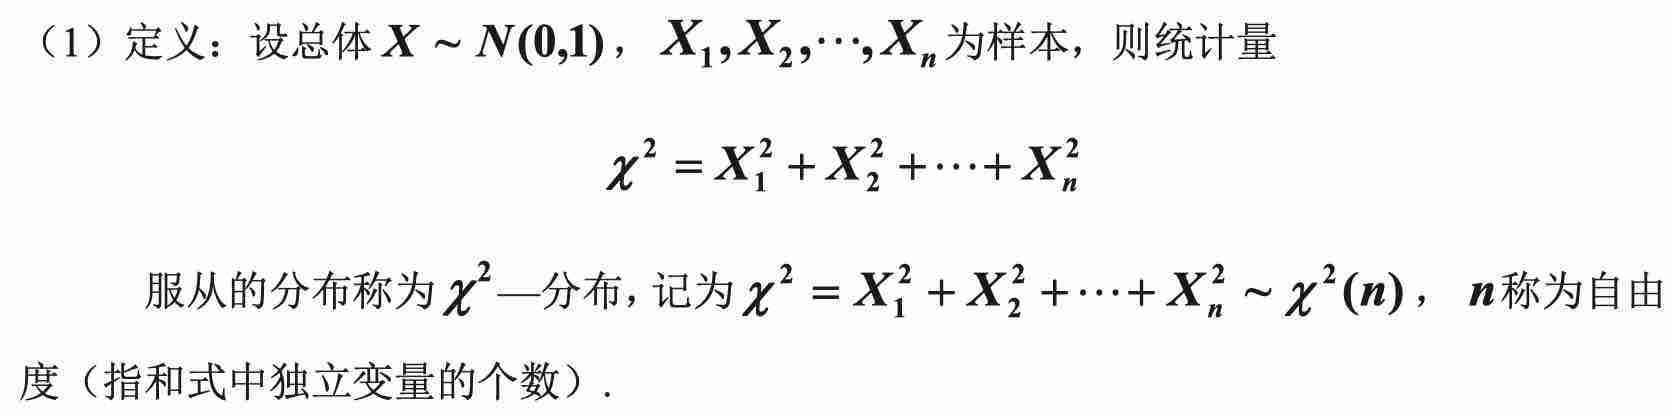 （1）定义：设总体 X ~ N(0,1)， X₁,X₂,⋯,Xₙ 为样本，则统计量
χ² = X₁² + X₂² + ⋯ + Xₙ²
服从的分布称为 χ²—分布，记为 χ² = X₁² + X₂² + ⋯ + Xₙ² ~ χ²(n)， n 称为自由
度（指和式中独立变量的个数）.